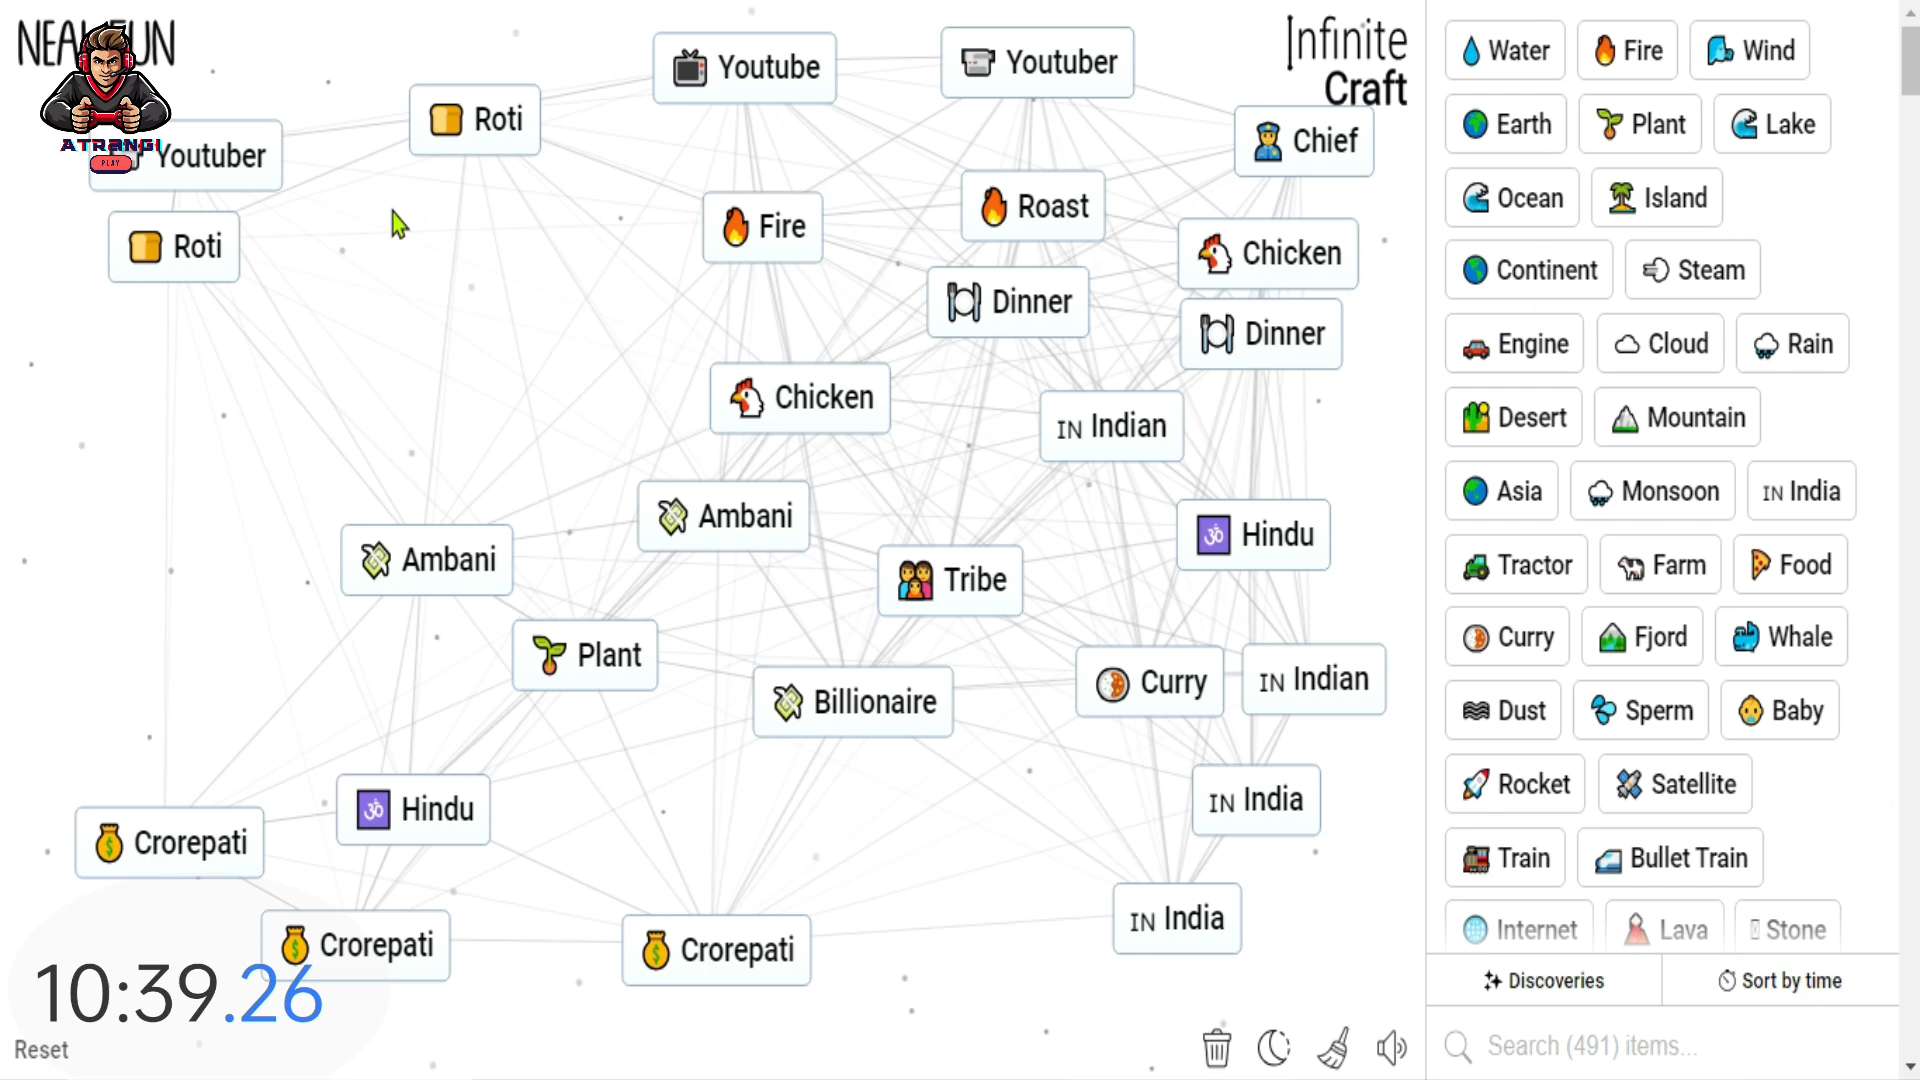 NEAL.FUN
ATRANGI
PLAY
Infinite
Craft
Youtube
Youtuber
Roti
Chief
Youtuber
Roast
Fire
Roti
Chicken
Dinner
Dinner
Chicken
IN Indian
Ambani
Hindu
Ambani
Tribe
Plant
Curry
IN Indian
Billionaire
IN India
Hindu
Crorepati
IN India
Crorepati
Crorepati
10:39.26
Reset
Water Fire Wind
Earth Plant Lake
Ocean Island
Continent Steam
Engine Cloud Rain
Desert Mountain
Asia Monsoon IN India
Tractor Farm Food
Curry Fjord Whale
Dust Sperm Baby
Rocket Satellite
Train Bullet Train
Internet Lava Stone
Discoveries Sort by time
Search (491) items...